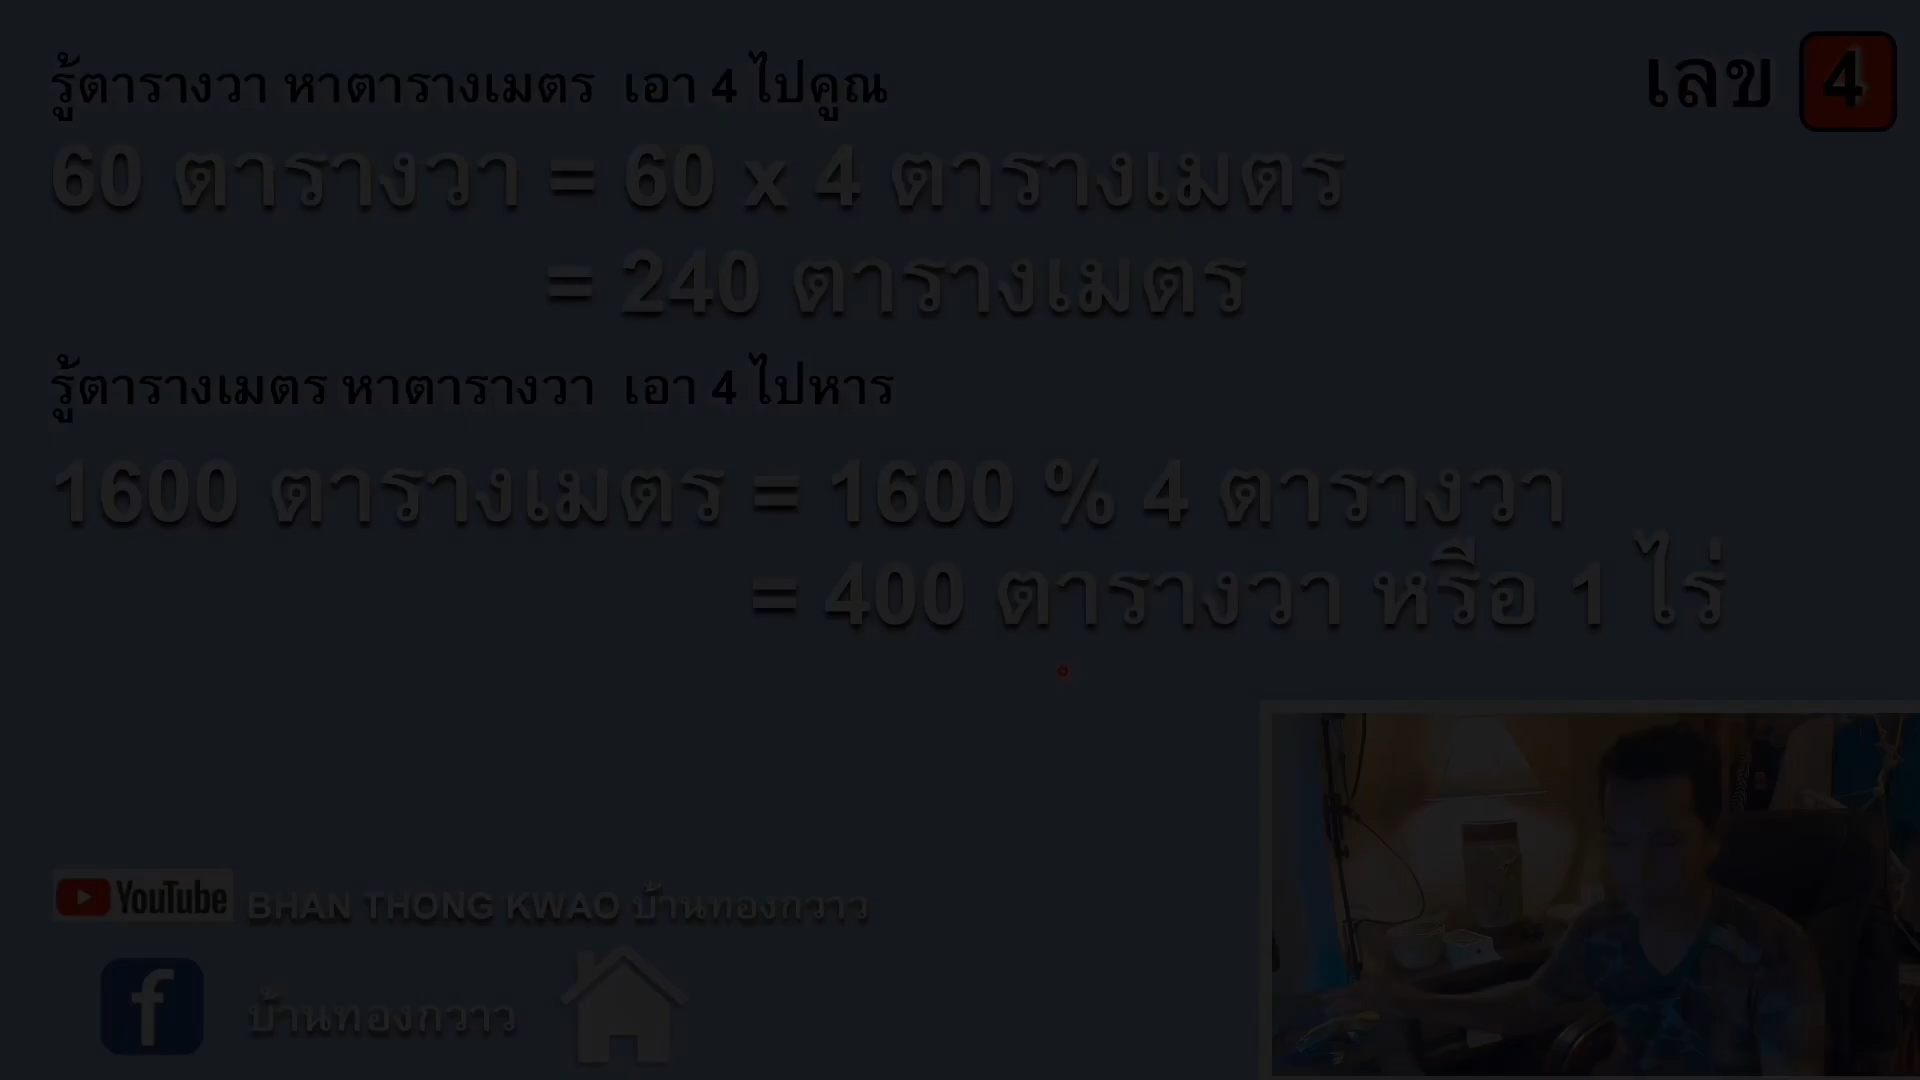 รู้ตารางวา หาตารางเมตร เอา 4 ไปคูณ
เลข 4
60 ตารางวา = 60 x 4 ตารางเมตร
= 240 ตารางเมตร
รู้ตารางเมตร หาตารางวา เอา 4 ไปหาร
1600 ตารางเมตร = 1600 % 4 ตารางวา
= 400 ตารางวา หรือ 1 ไร่
YouTube BHAN THONG KWAO บ้านทองกวาว
f บ้านทองกวาว